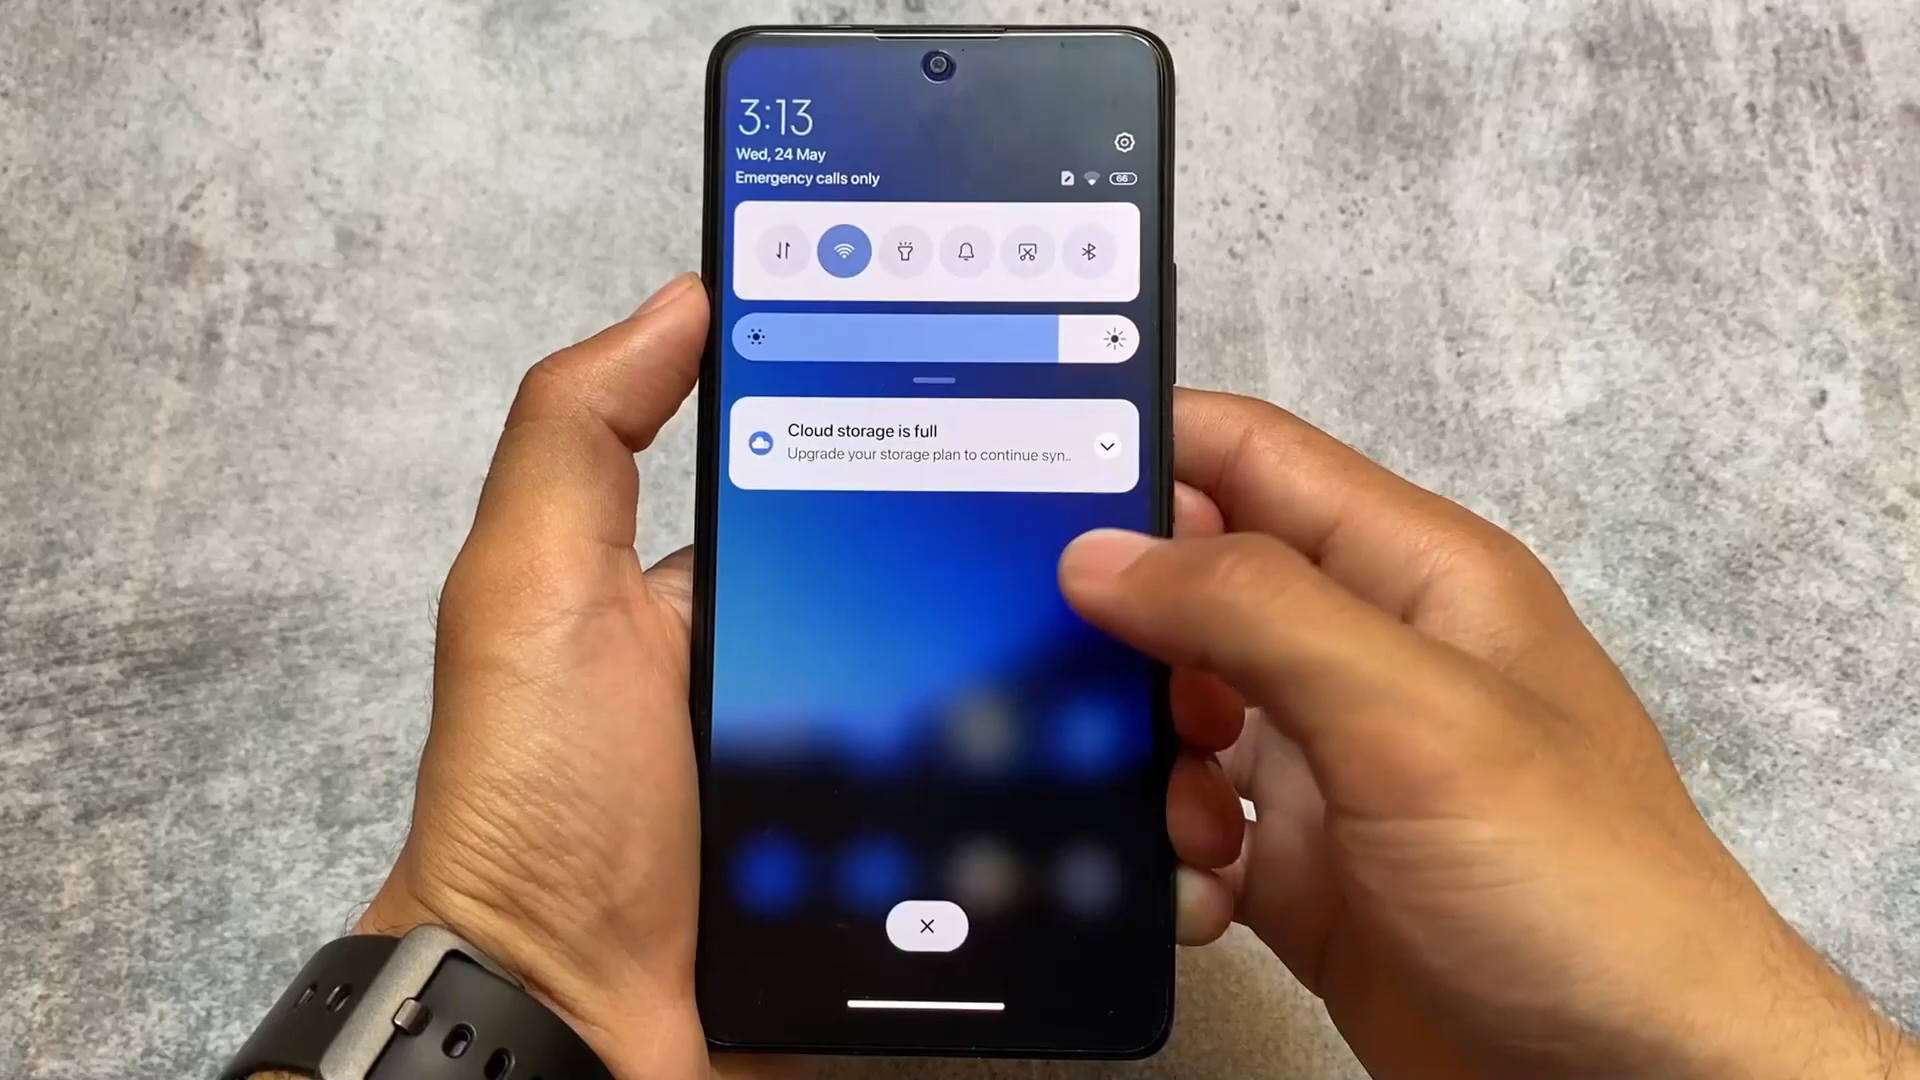 3:13
Wed, 24 May
Emergency calls only
66
Cloud storage is full
Upgrade your storage plan to continue syn..